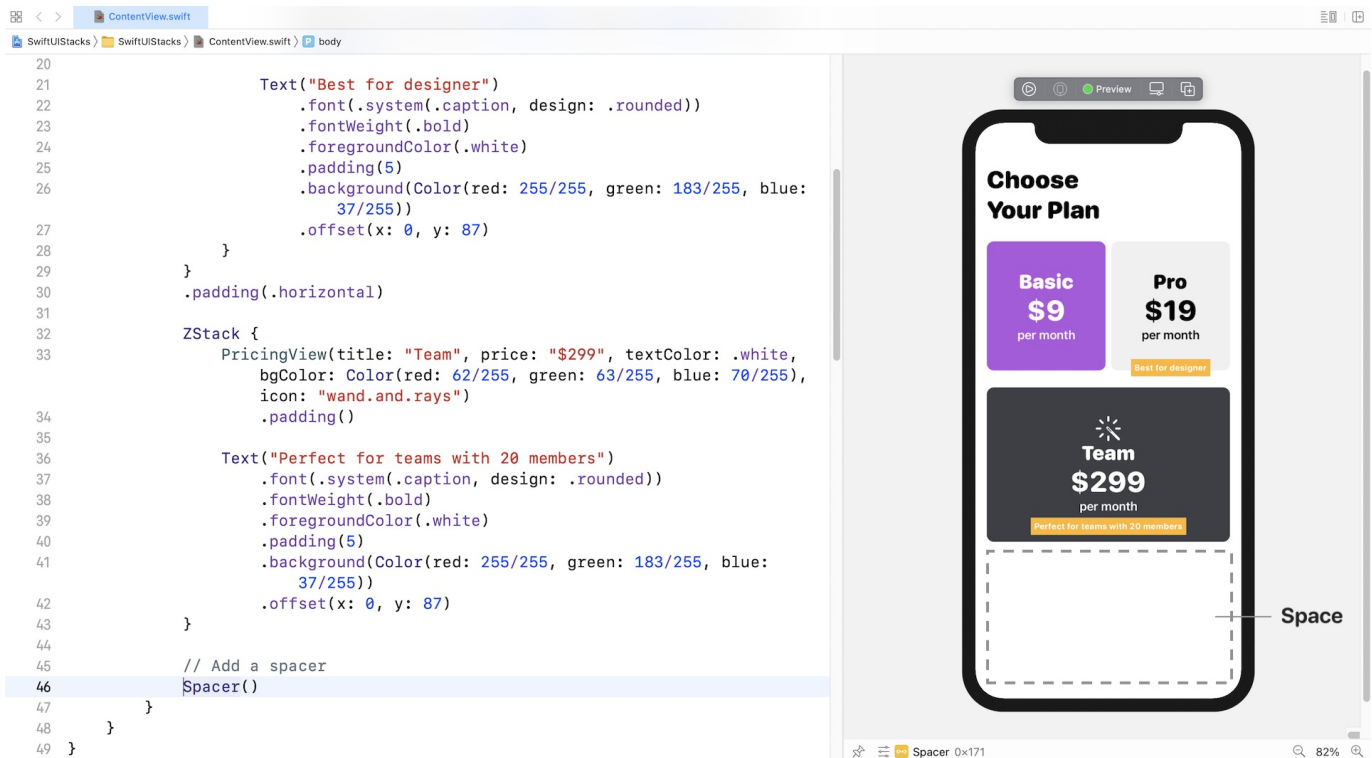 ContentView.swift
SwiftUIStacks ⟩ SwiftUIStacks ⟩ ContentView.swift ⟩ P body
20
21 Text("Best for designer")
22 .font(.system(.caption, design: .rounded))
23 .fontWeight(.bold)
24 .foregroundColor(.white)
25 .padding(5)
26 .background(Color(red: 255/255, green: 183/255, blue:
37/255))
27 .offset(x: 0, y: 87)
28 }
29 }
30 .padding(.horizontal)
31
32 ZStack {
33 PricingView(title: "Team", price: "$299", textColor: .white,
bgColor: Color(red: 62/255, green: 63/255, blue: 70/255),
icon: "wand.and.rays")
34 .padding()
35
36 Text("Perfect for teams with 20 members")
37 .font(.system(.caption, design: .rounded))
38 .fontWeight(.bold)
39 .foregroundColor(.white)
40 .padding(5)
41 .background(Color(red: 255/255, green: 183/255, blue:
37/255))
42 .offset(x: 0, y: 87)
43 }
44
45 // Add a spacer
46 Spacer()
47 }
48 }
49 }
Preview
Choose
Your Plan
Basic
$9
per month
Pro
$19
per month
Best for designer
Team
$299
per month
Perfect for teams with 20 members
Space
Spacer 0×171
82%